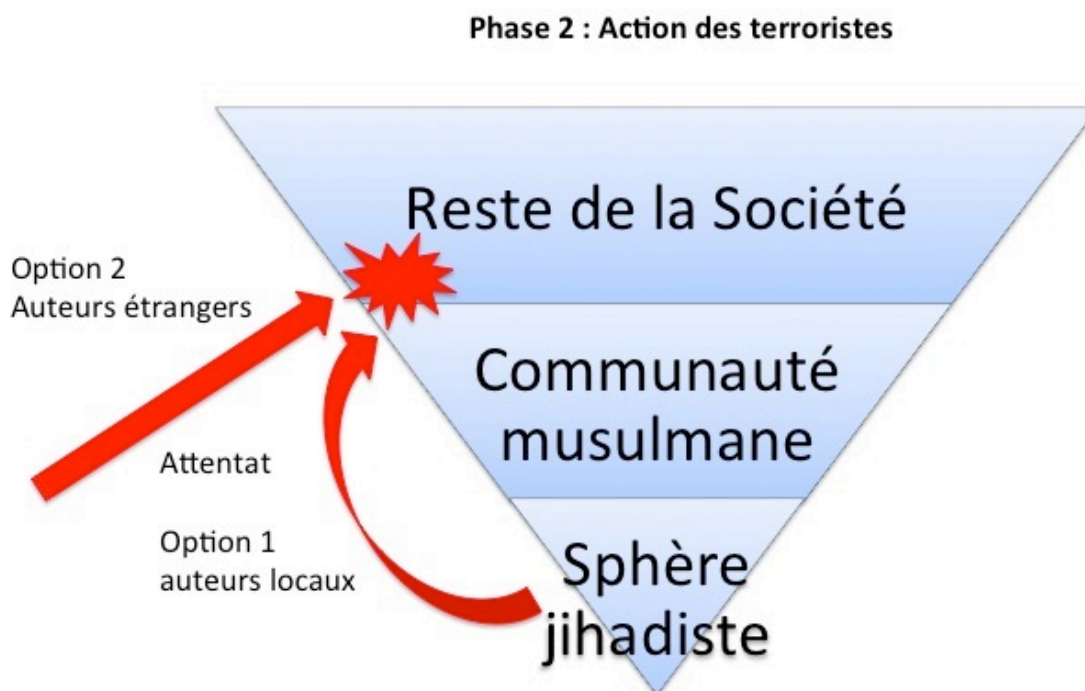 Phase 2 : Action des terroristes
Reste de la Société
Option 2
Auteurs étrangers
Communauté
musulmane
Attentat
Option 1
auteurs locaux
Sphère
jihadiste